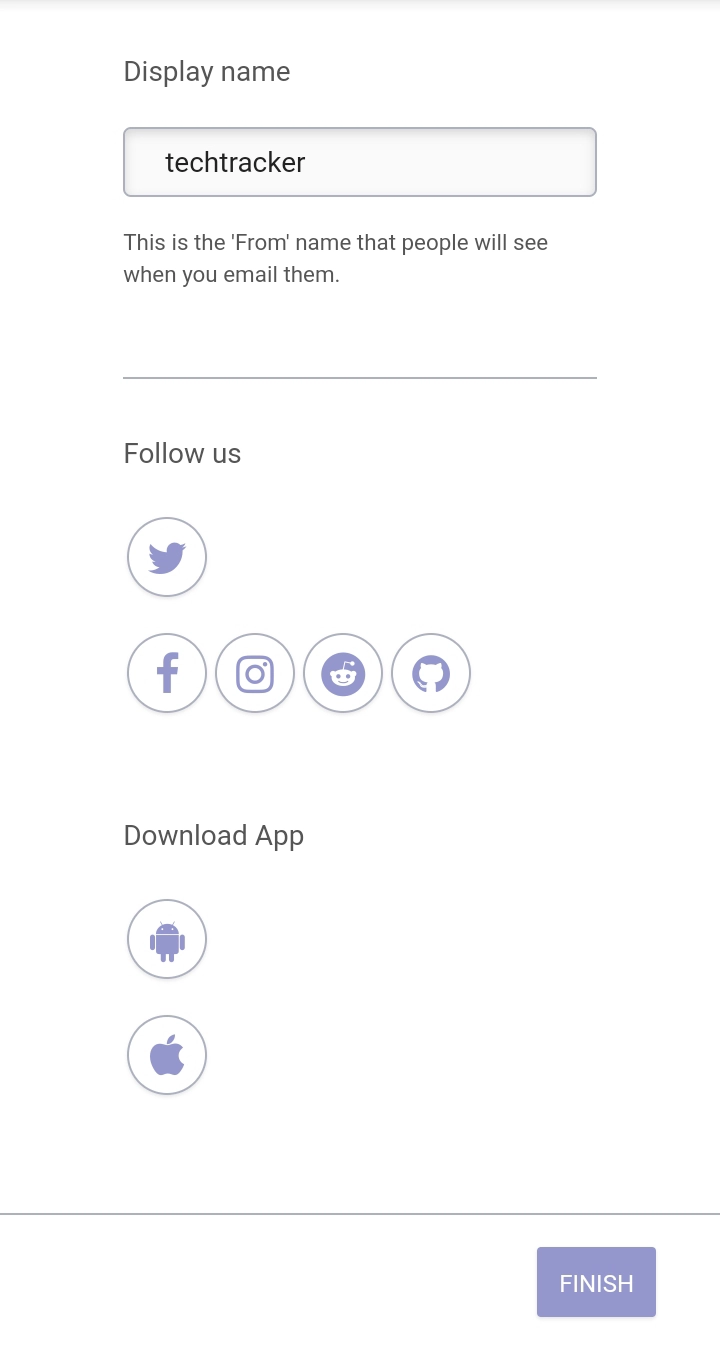 Display name
techtracker
This is the 'From' name that people will see
when you email them.
Follow us
Download App
FINISH